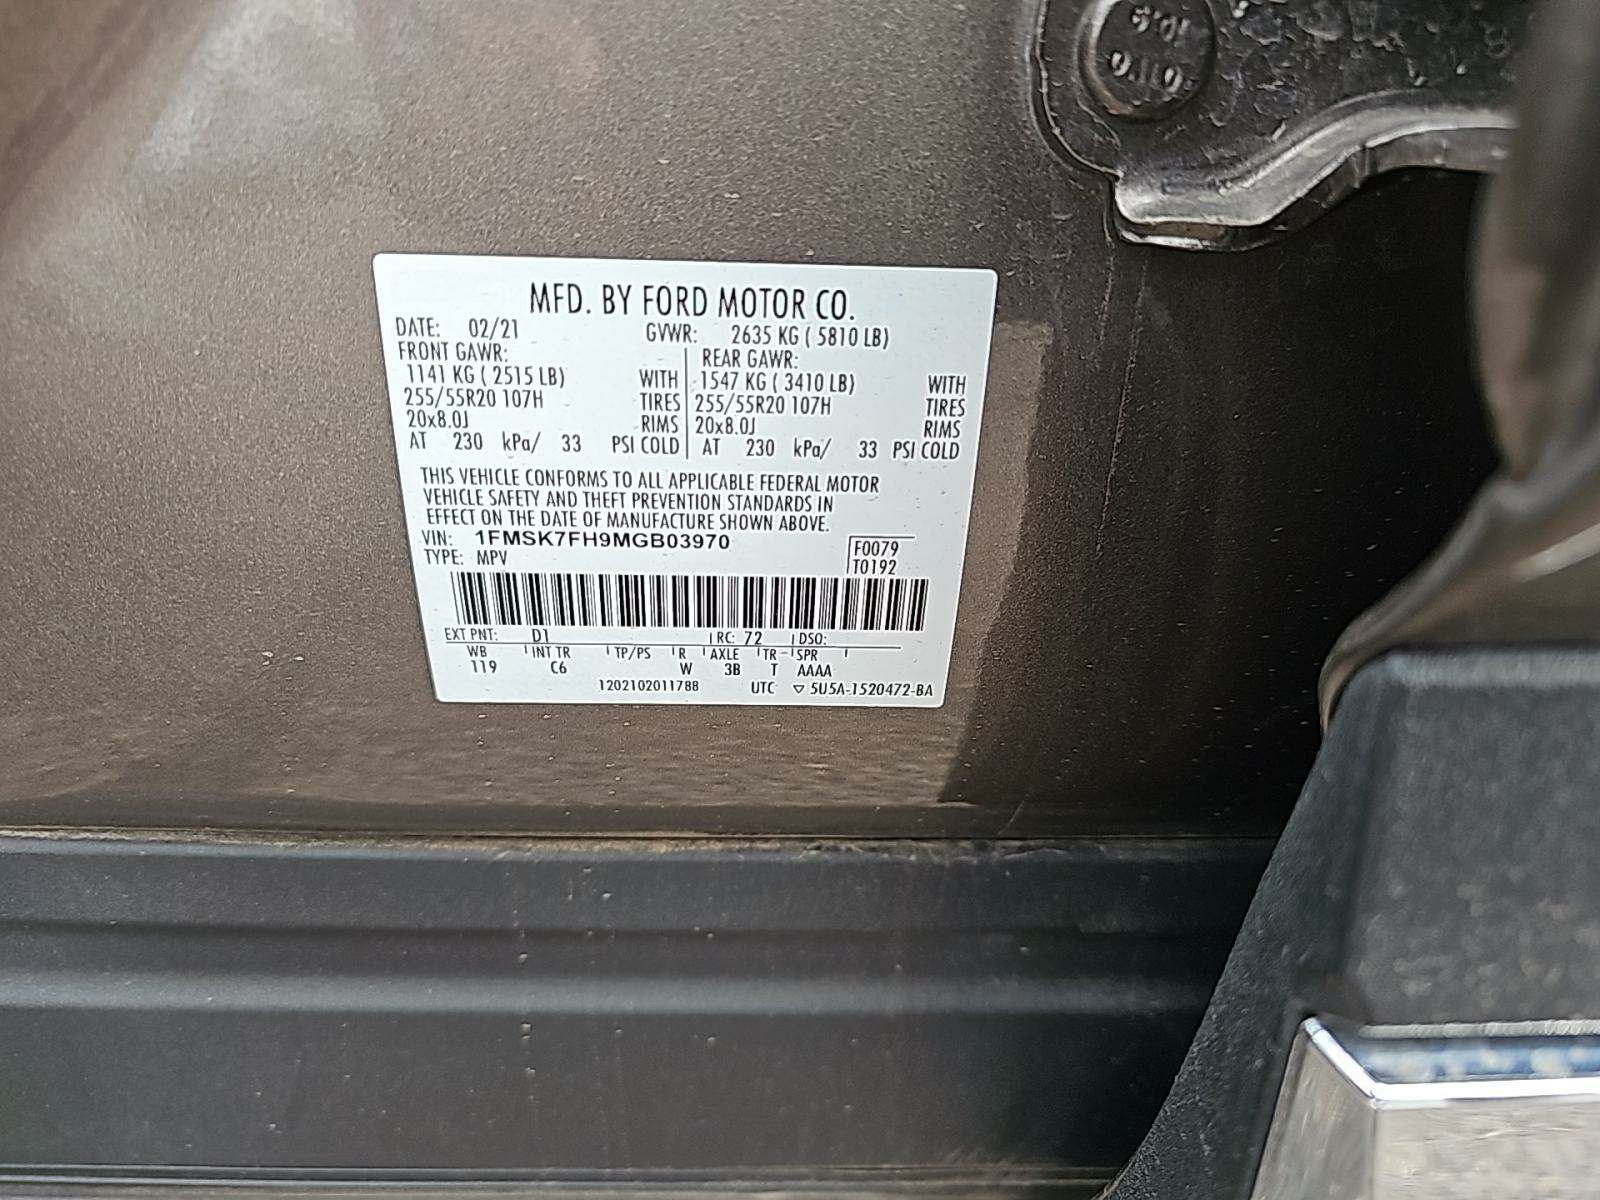 MFD. BY FORD MOTOR CO.
DATE: 02/21 GVWR: 2635 KG ( 5810 LB)
FRONT GAWR: REAR GAWR:
1141 KG ( 2515 LB) WITH 1547 KG ( 3410 LB) WITH
255/55R20 107H TIRES 255/55R20 107H TIRES
20x8.0J RIMS 20x8.0J RIMS
AT 230 kPa/ 33 PSI COLD AT 230 kPa/ 33 PSI COLD
THIS VEHICLE CONFORMS TO ALL APPLICABLE FEDERAL MOTOR
VEHICLE SAFETY AND THEFT PREVENTION STANDARDS IN
EFFECT ON THE DATE OF MANUFACTURE SHOWN ABOVE.
VIN: 1FMSK7FH9MGB03970 F0079
TYPE: MPV T0192
EXT PNT: D1 RC: 72 DSO:
WB INT TR TP/PS R AXLE TR SPR
119 C6 W 3B T AAAA
1202102011788 UTC ▽ 5U5A-1520472-BA
10.9